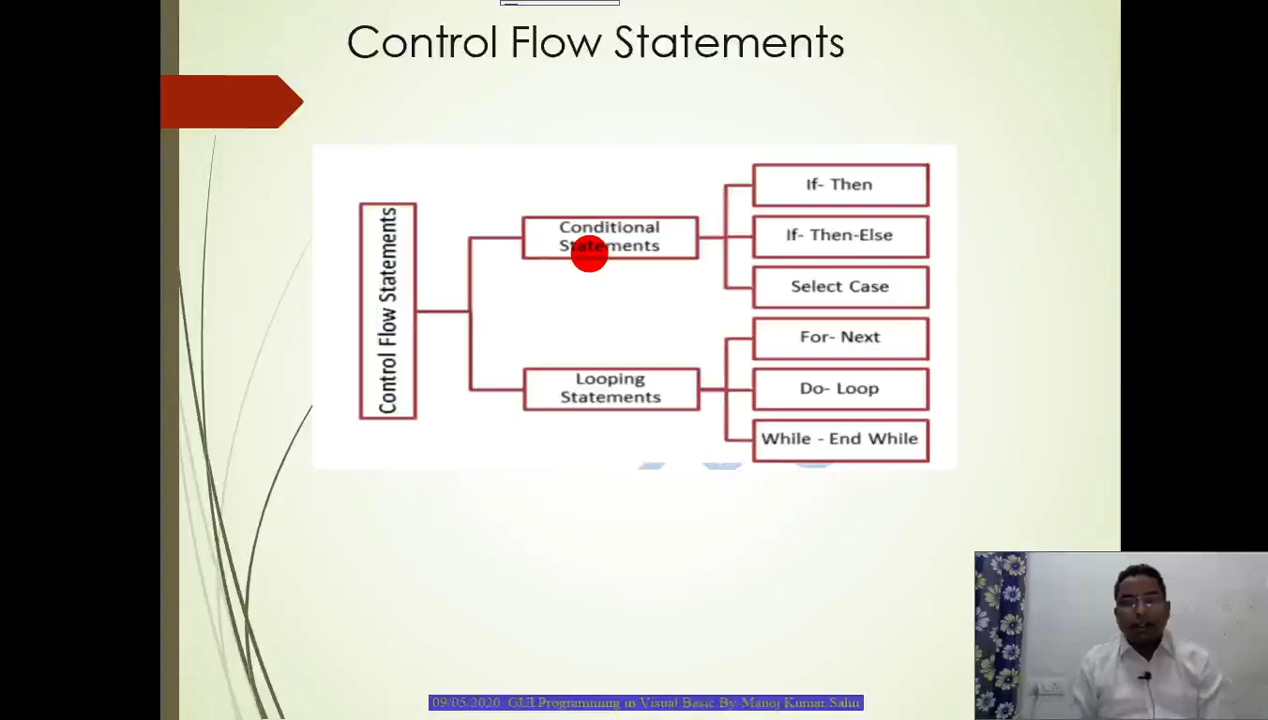 Control Flow Statements
Control Flow Statements
Conditional
Statements
If- Then
If- Then-Else
Select Case
Looping
Statements
For- Next
Do- Loop
While - End While
09/05.2020 GUI Programming in Visual Basic By Manoj Kumar Sahu